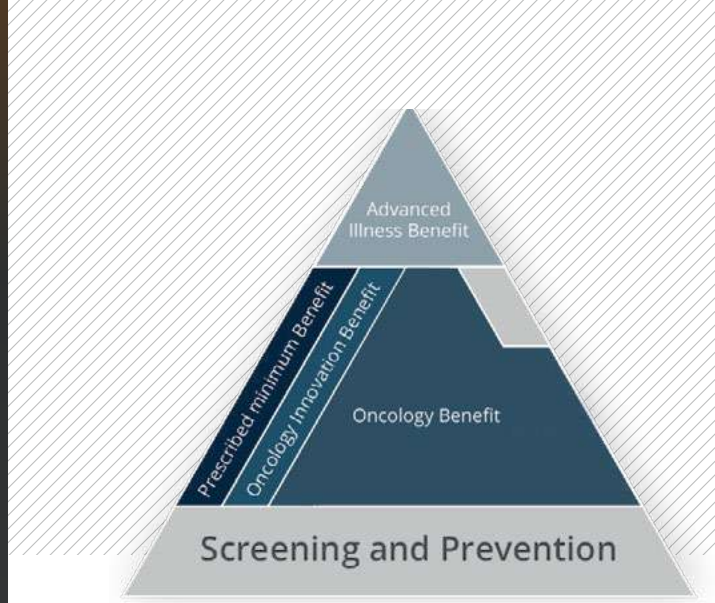 Advanced
Illness Benefit
Prescribed minimum Benefit
Oncology Innovation Benefit
Oncology Benefit
Screening and Prevention